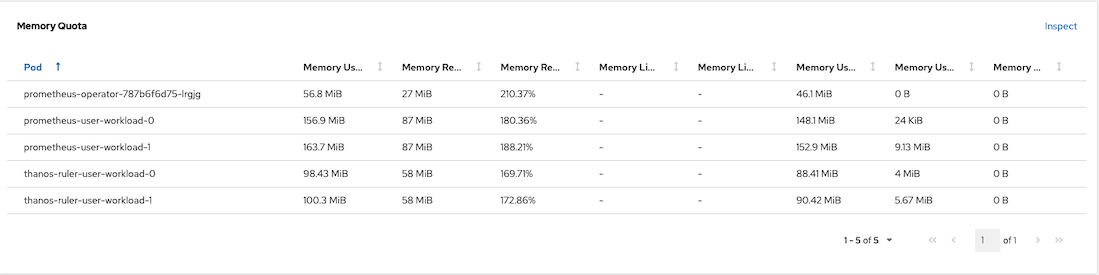 Memory Quota
Inspect
Pod Memory Us... Memory Re... Memory Re... Memory Li... Memory Li... Memory Us... Memory Us... Memory ...
prometheus-operator-787b6f6d75-lrgjg 56.8 MiB 27 MiB 210.37% - - 46.1 MiB 0 B 0 B
prometheus-user-workload-0 156.9 MiB 87 MiB 180.36% - - 148.1 MiB 24 KiB 0 B
prometheus-user-workload-1 163.7 MiB 87 MiB 188.21% - - 152.9 MiB 9.13 MiB 0 B
thanos-ruler-user-workload-0 98.43 MiB 58 MiB 169.71% - - 88.41 MiB 4 MiB 0 B
thanos-ruler-user-workload-1 100.3 MiB 58 MiB 172.86% - - 90.42 MiB 5.67 MiB 0 B
1 - 5 of 5 1 of 1